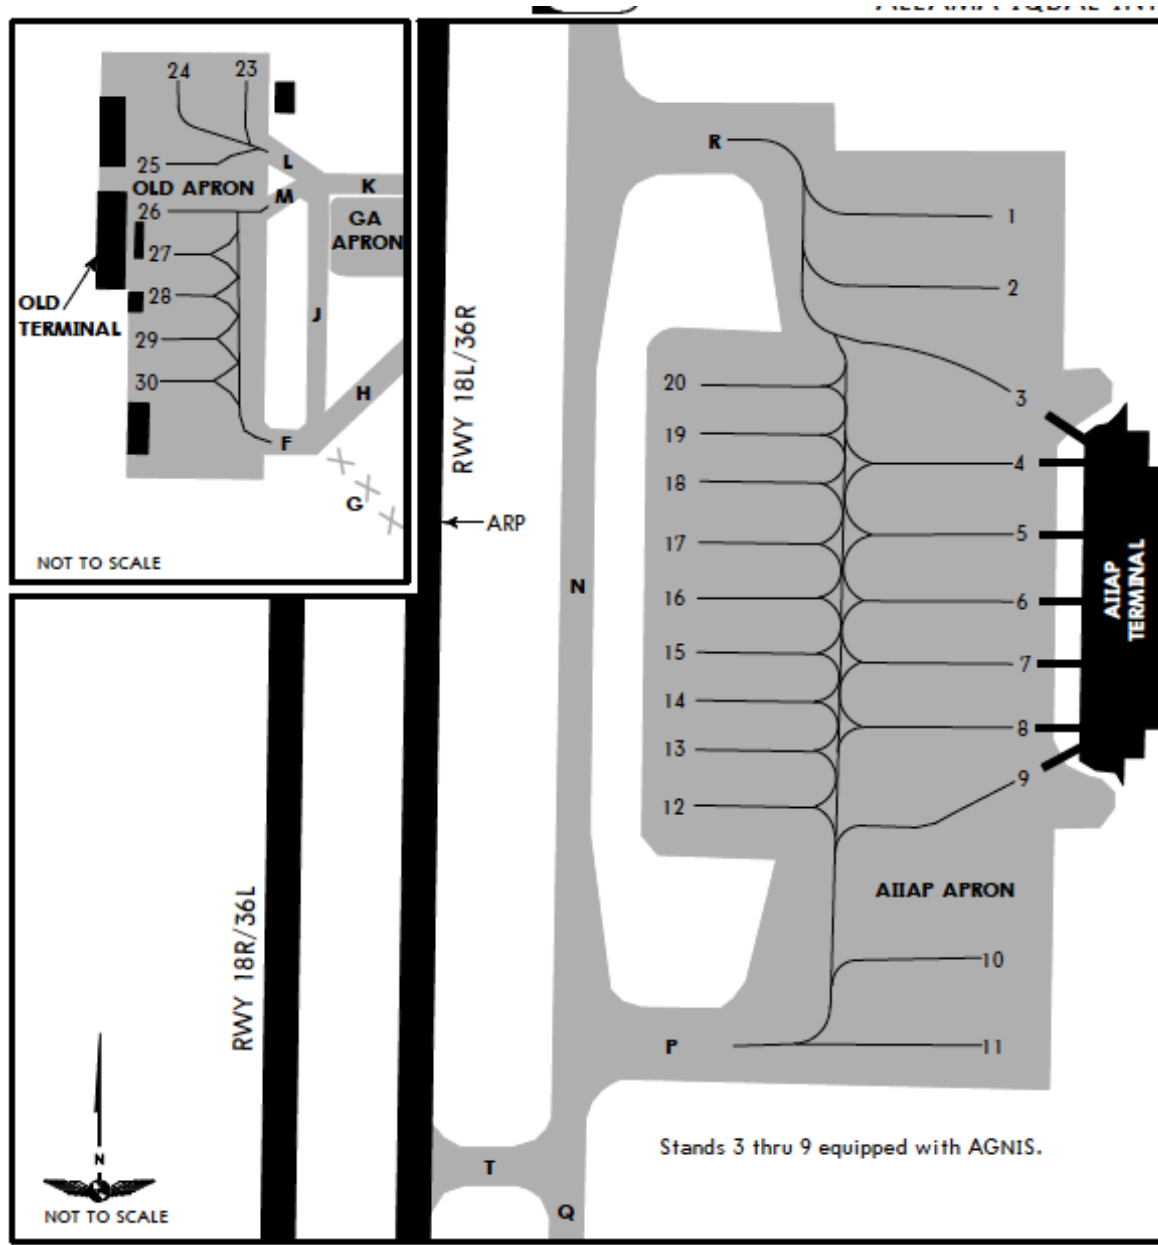 24 23
25
L
OLD APRON
M
K
26
GA
APRON
27
28
OLD
TERMINAL
J
29
30
H
F
G
NOT TO SCALE
RWY 18L/36R
ARP
RWY 18R/36L
N
NOT TO SCALE
R
1
2
3
20
19
4
18
5
17
N
16
6
15
7
14
8
13
9
12
AIIAP
TERMINAL
AIIAP APRON
10
P
11
Stands 3 thru 9 equipped with AGNIS.
T
Q